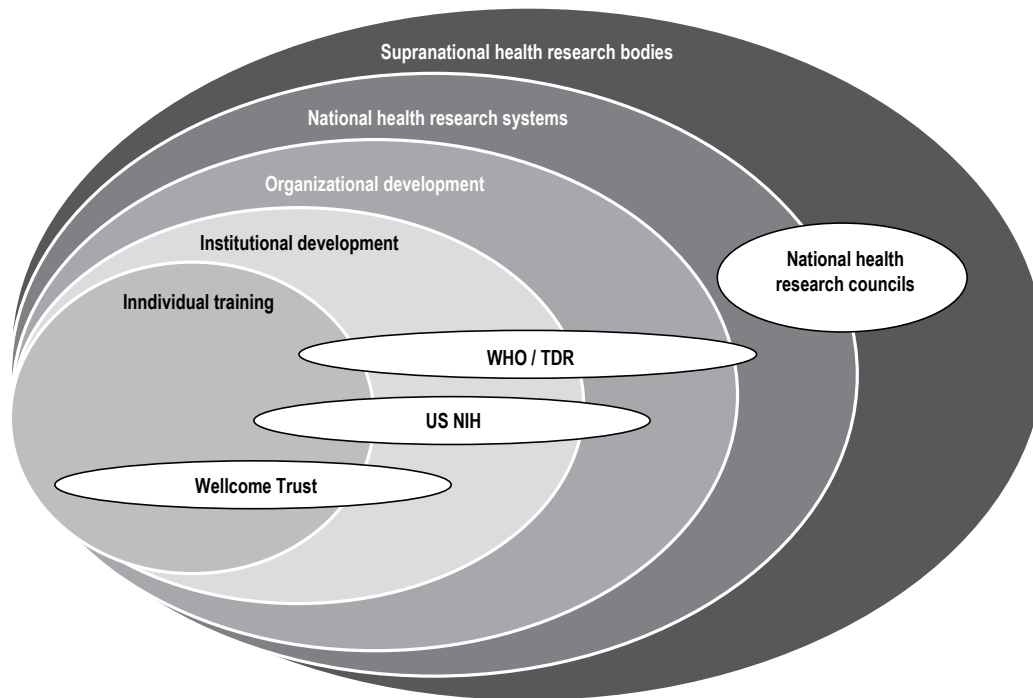 Supranational health research bodies
National health research systems
Organizational development
Institutional development
Inndividual training
National health
research councils
WHO / TDR
US NIH
Wellcome Trust